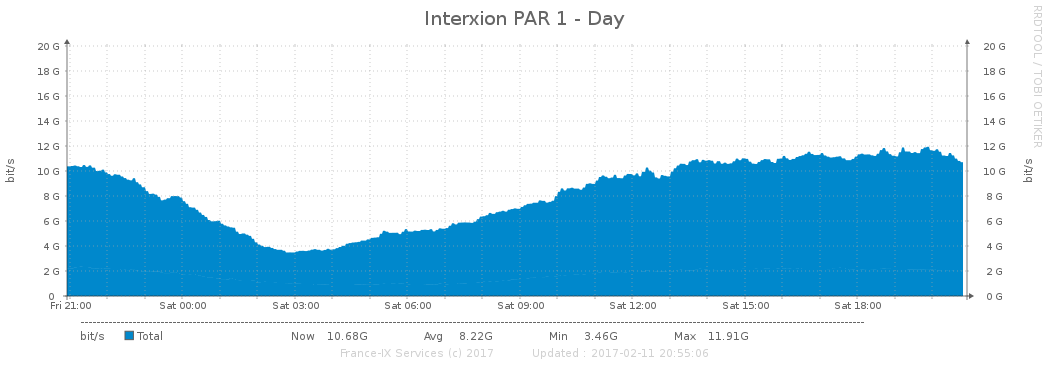 Interxion PAR 1 - Day
RRDTOOL / TOBI OETIKER
bit/s
20 G 20 G
18 G 18 G
16 G 16 G
14 G 14 G
12 G 12 G
10 G 10 G
8 G 8 G
6 G 6 G
4 G 4 G
2 G 2 G
0 0 G
bit/s
Fri 21:00 Sat 00:00 Sat 03:00 Sat 06:00 Sat 09:00 Sat 12:00 Sat 15:00 Sat 18:00
bit/s Total Now 10.68G Avg 8.22G Min 3.46G Max 11.91G
France-IX Services (c) 2017 Updated : 2017-02-11 20:55:06